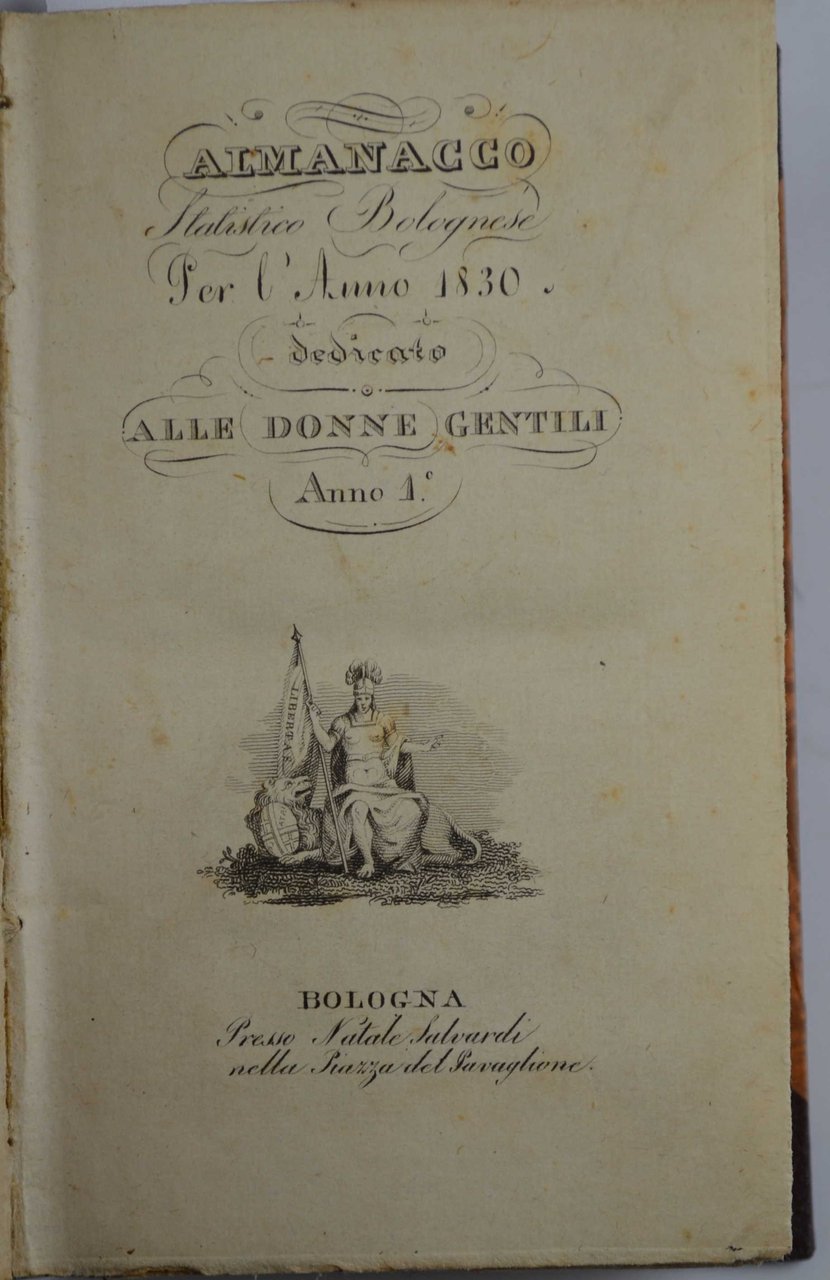 ALMANACCO
Statistico Bolognese
Per l'Anno 1830.
dedicato
ALLE DONNE GENTILI
Anno 1.º
LIBERTAS
BOLOGNA
Presso Natale Salvardi
nella Piazza del Pavaglione.